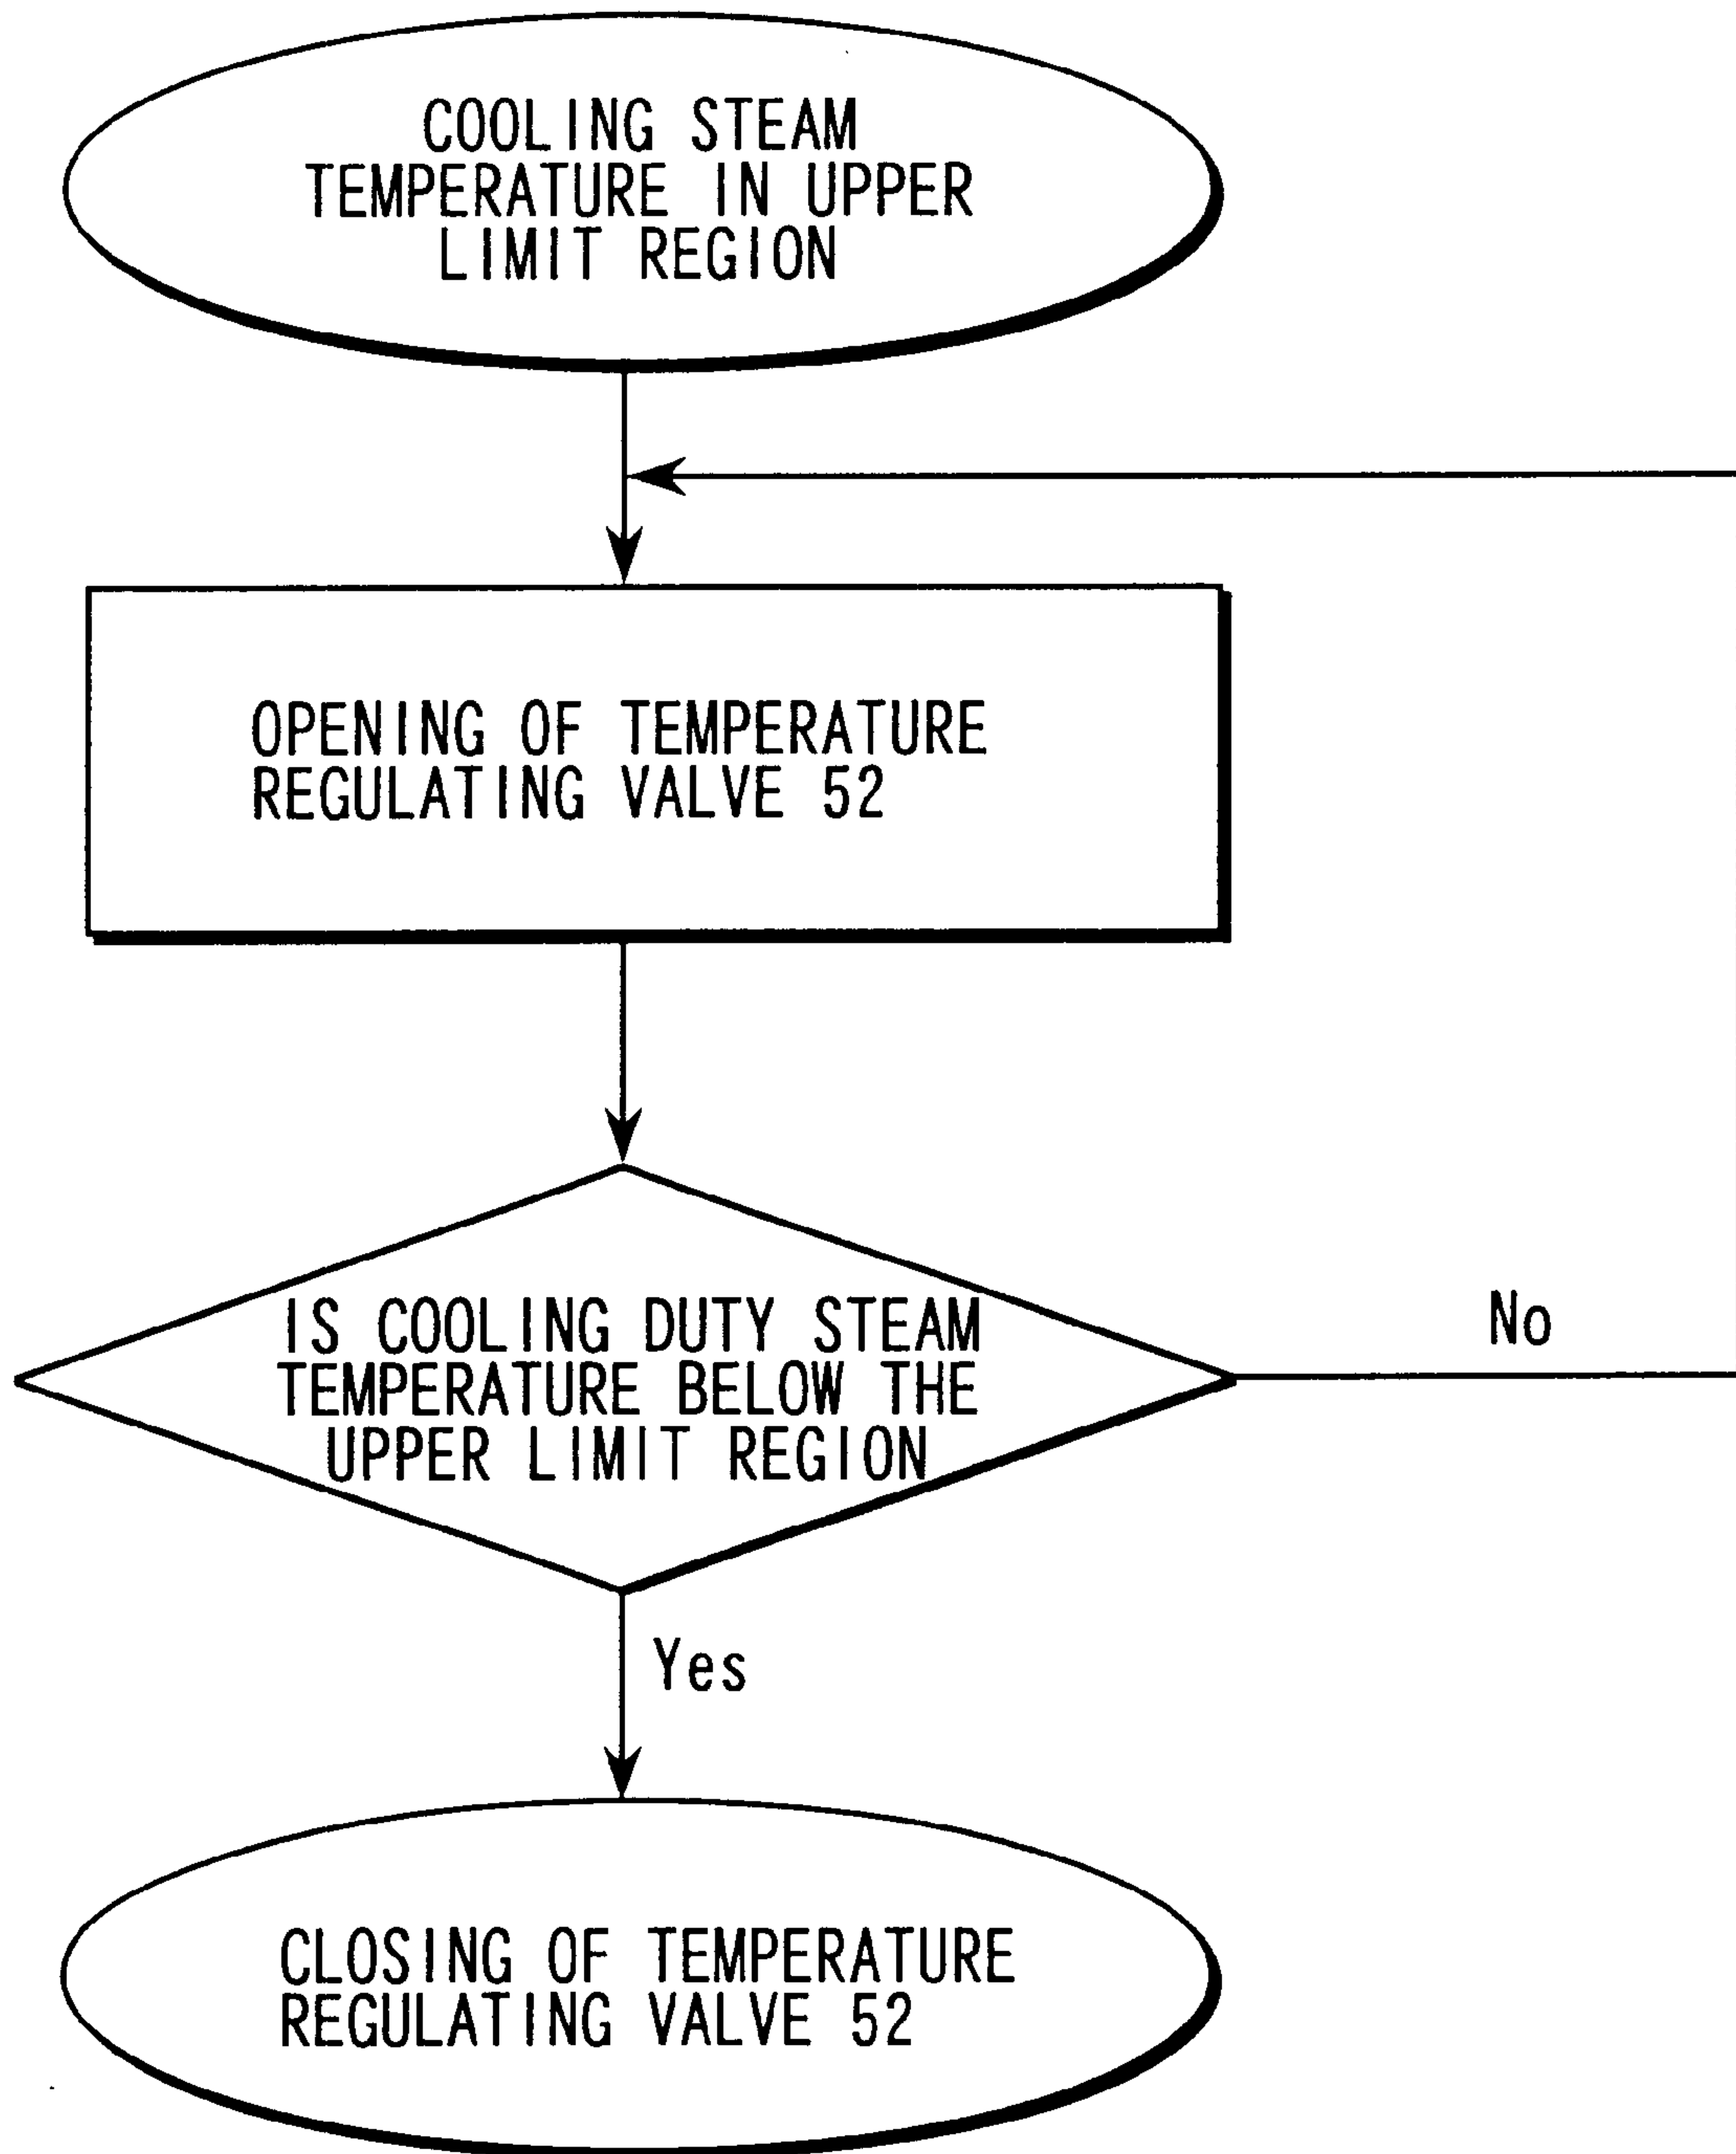 COOLING STEAM
TEMPERATURE IN UPPER
LIMIT REGION
OPENING OF TEMPERATURE
REGULATING VALVE 52
IS COOLING DUTY STEAM
TEMPERATURE BELOW THE
UPPER LIMIT REGION
No
Yes
CLOSING OF TEMPERATURE
REGULATING VALVE 52